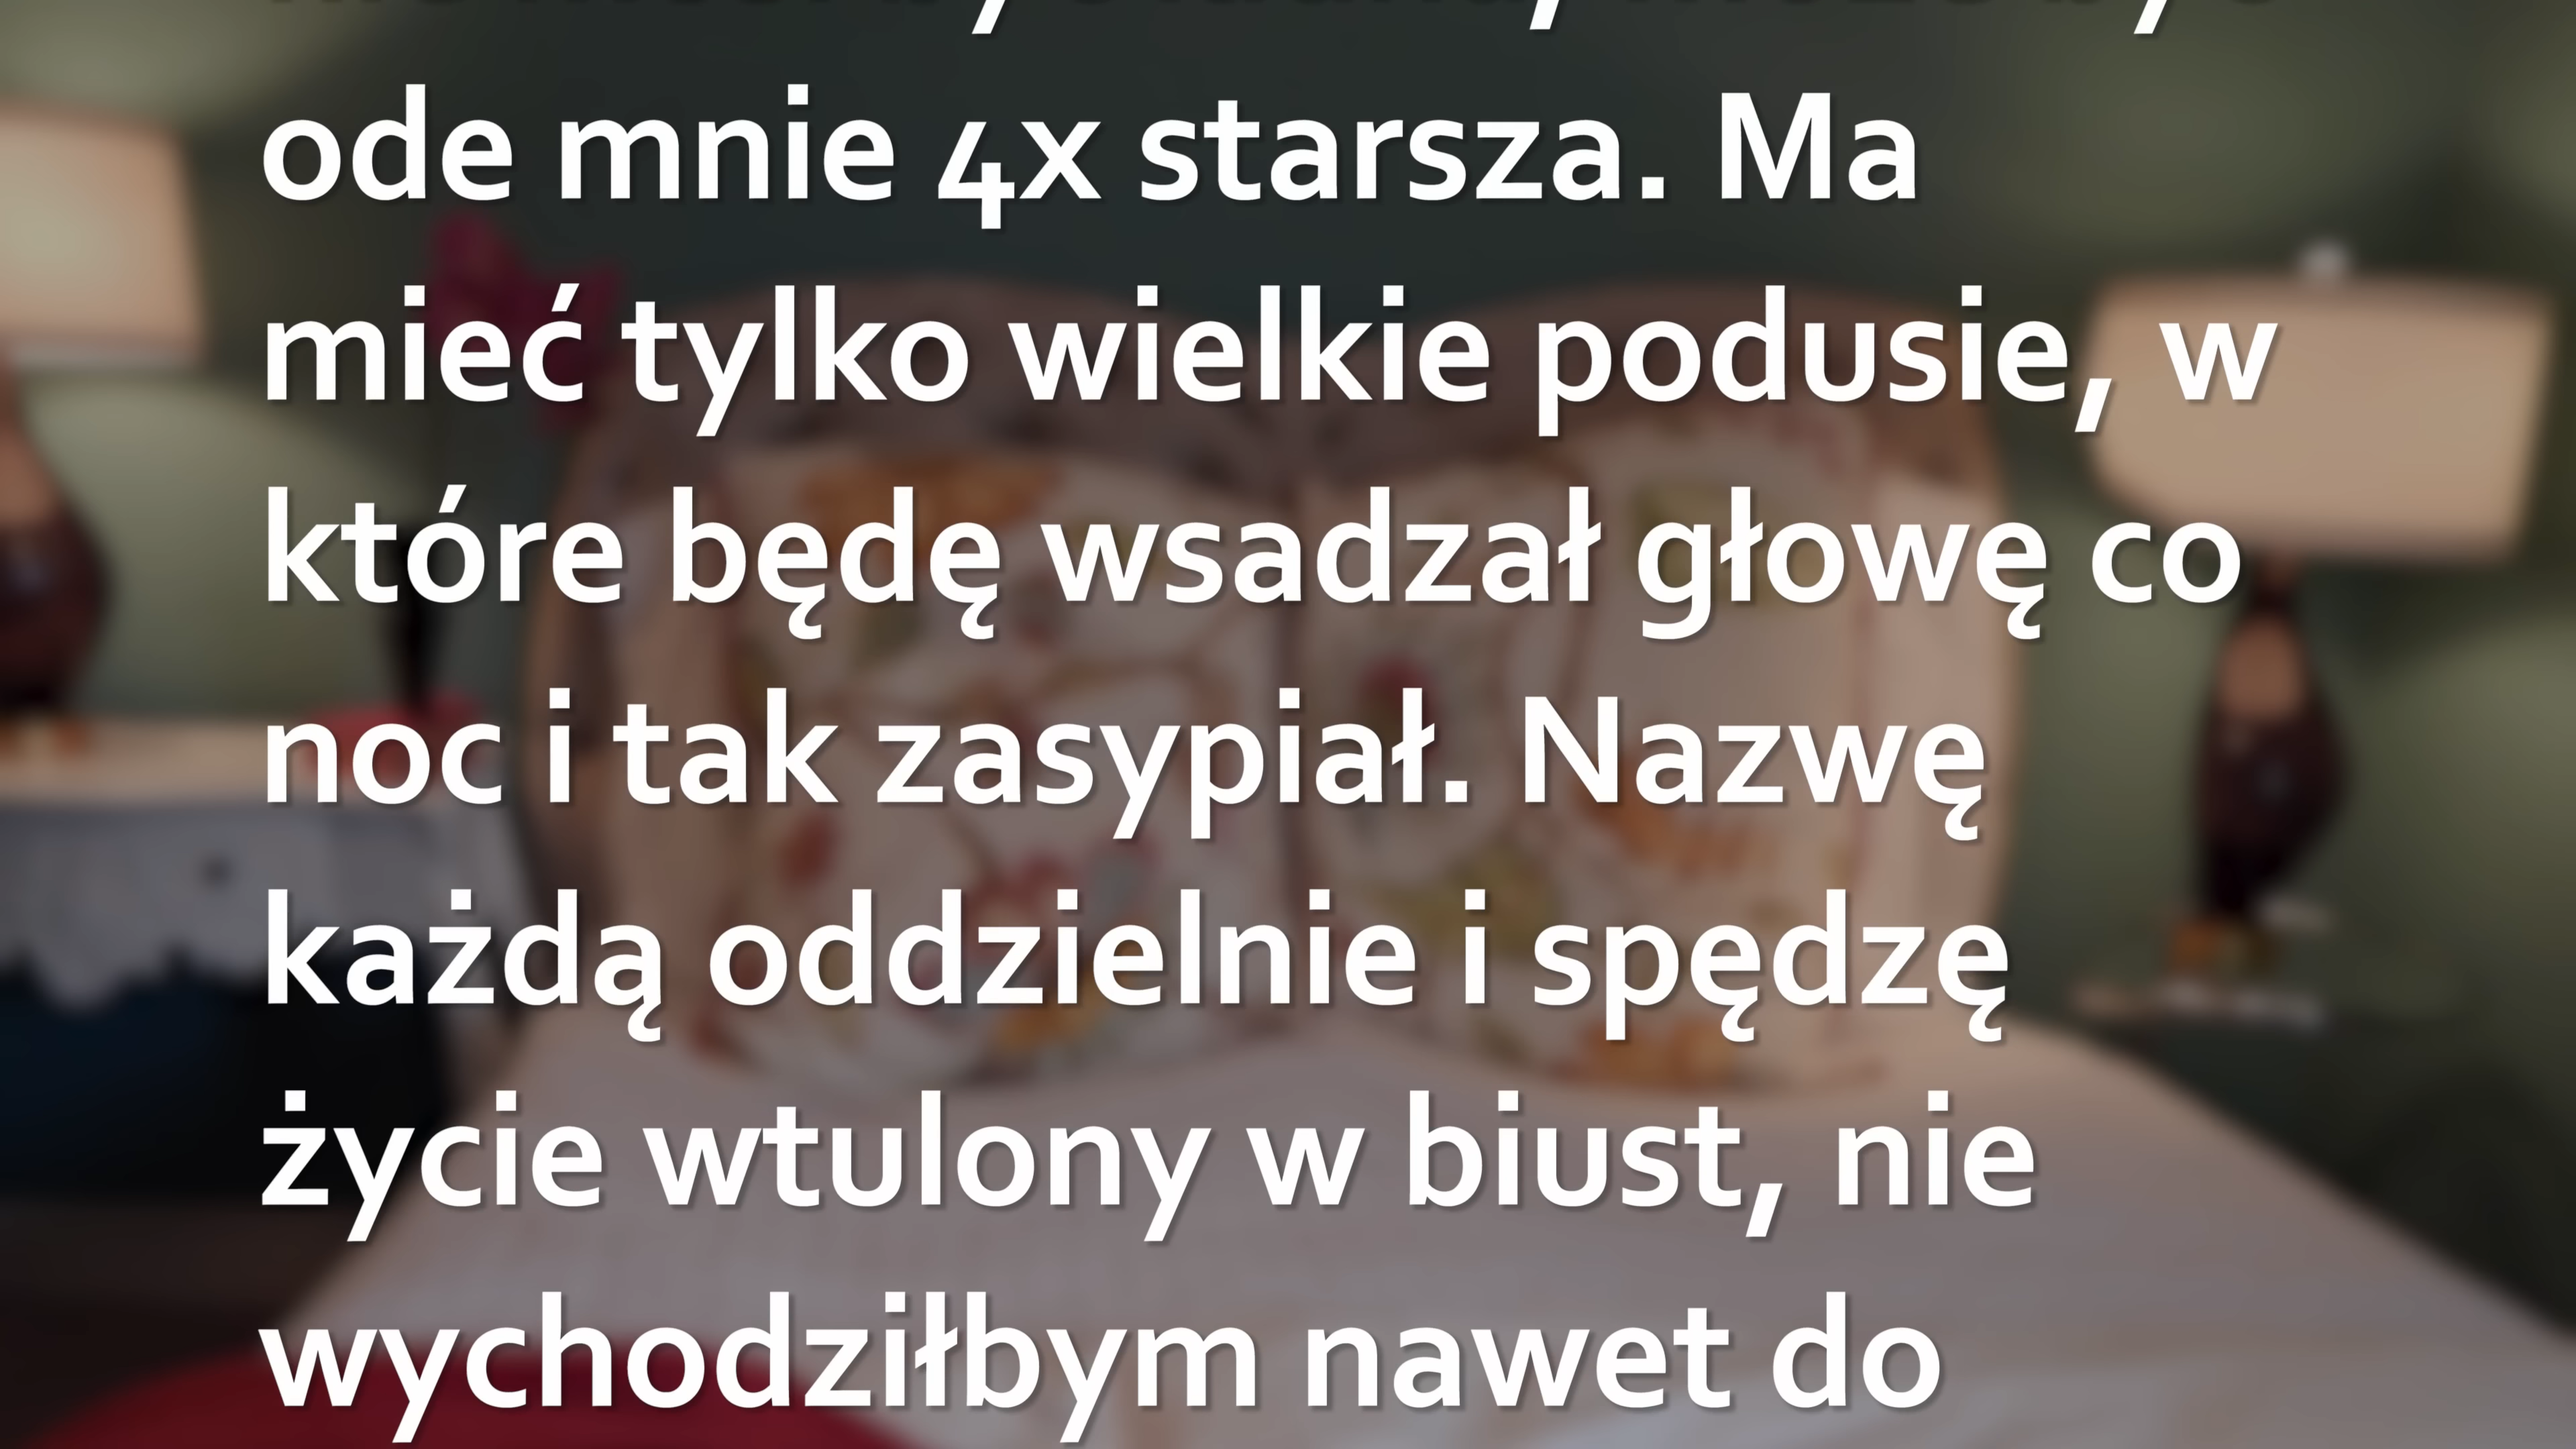 ode mnie 4x starsza. Ma
mieć tylko wielkie podusie, w
które będę wsadzał głowę co
noc i tak zasypiał. Nazwę
każdą oddzielnie i spędzę
życie wtulony w biust, nie
wychodziłbym nawet do